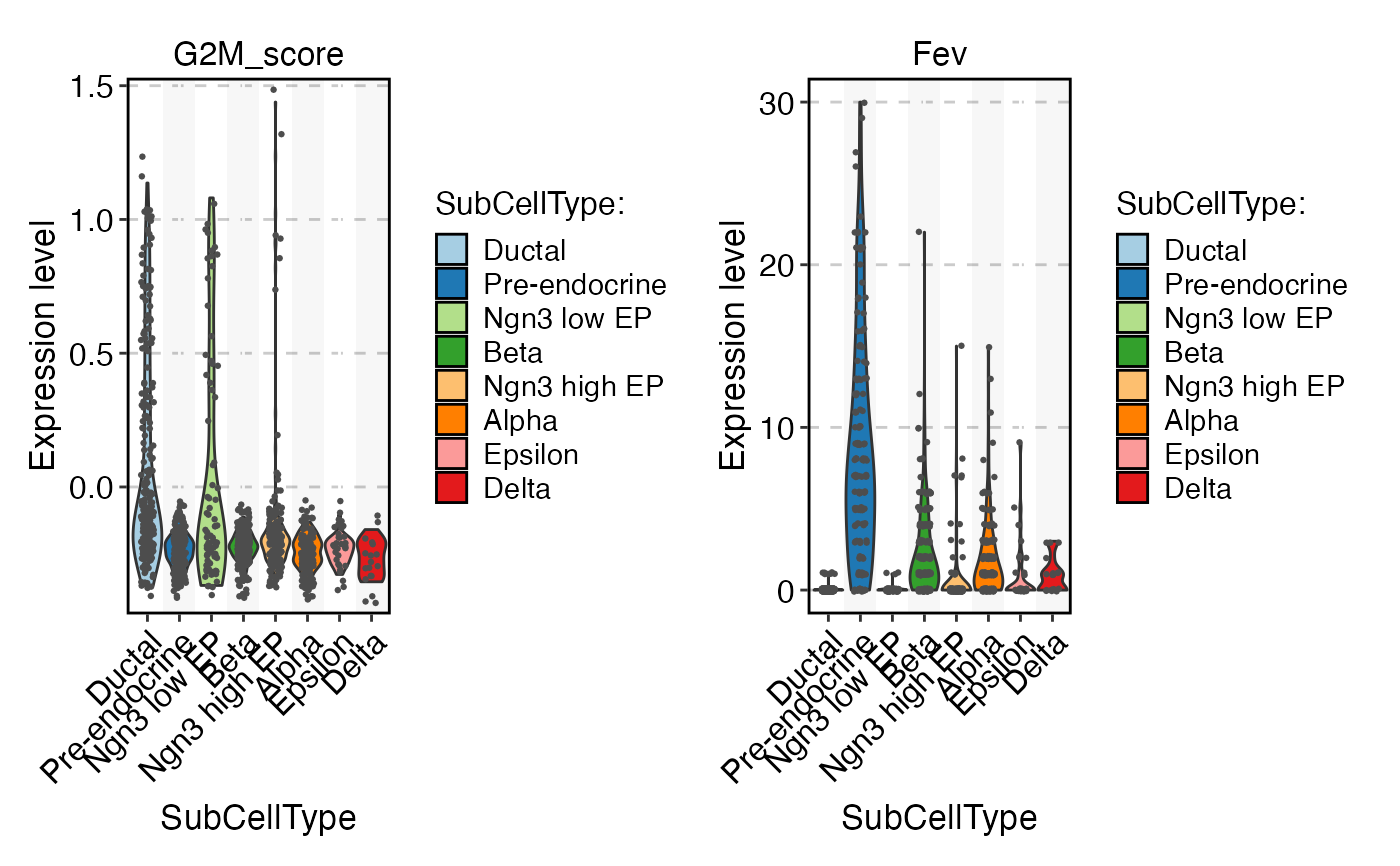 G2M_score
1.5
1.0
0.5
0.0
Expression level
Ductal
Pre-endocrine
Ngn3 low EP
Beta
Ngn3 high EP
Alpha
Epsilon
Delta
SubCellType
SubCellType:
Ductal
Pre-endocrine
Ngn3 low EP
Beta
Ngn3 high EP
Alpha
Epsilon
Delta
Fev
30
20
10
0
Expression level
Ductal
Pre-endocrine
Ngn3 low EP
Beta
Ngn3 high EP
Alpha
Epsilon
Delta
SubCellType
SubCellType:
Ductal
Pre-endocrine
Ngn3 low EP
Beta
Ngn3 high EP
Alpha
Epsilon
Delta